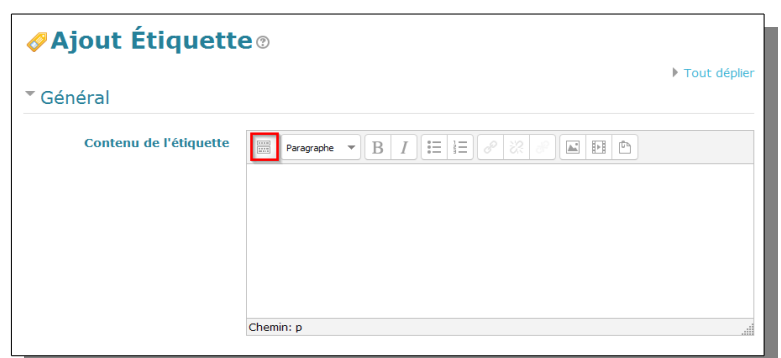 Ajout Étiquette
Tout déplier
Général
Contenu de l'étiquette
Paragraphe
B I
Chemin: p